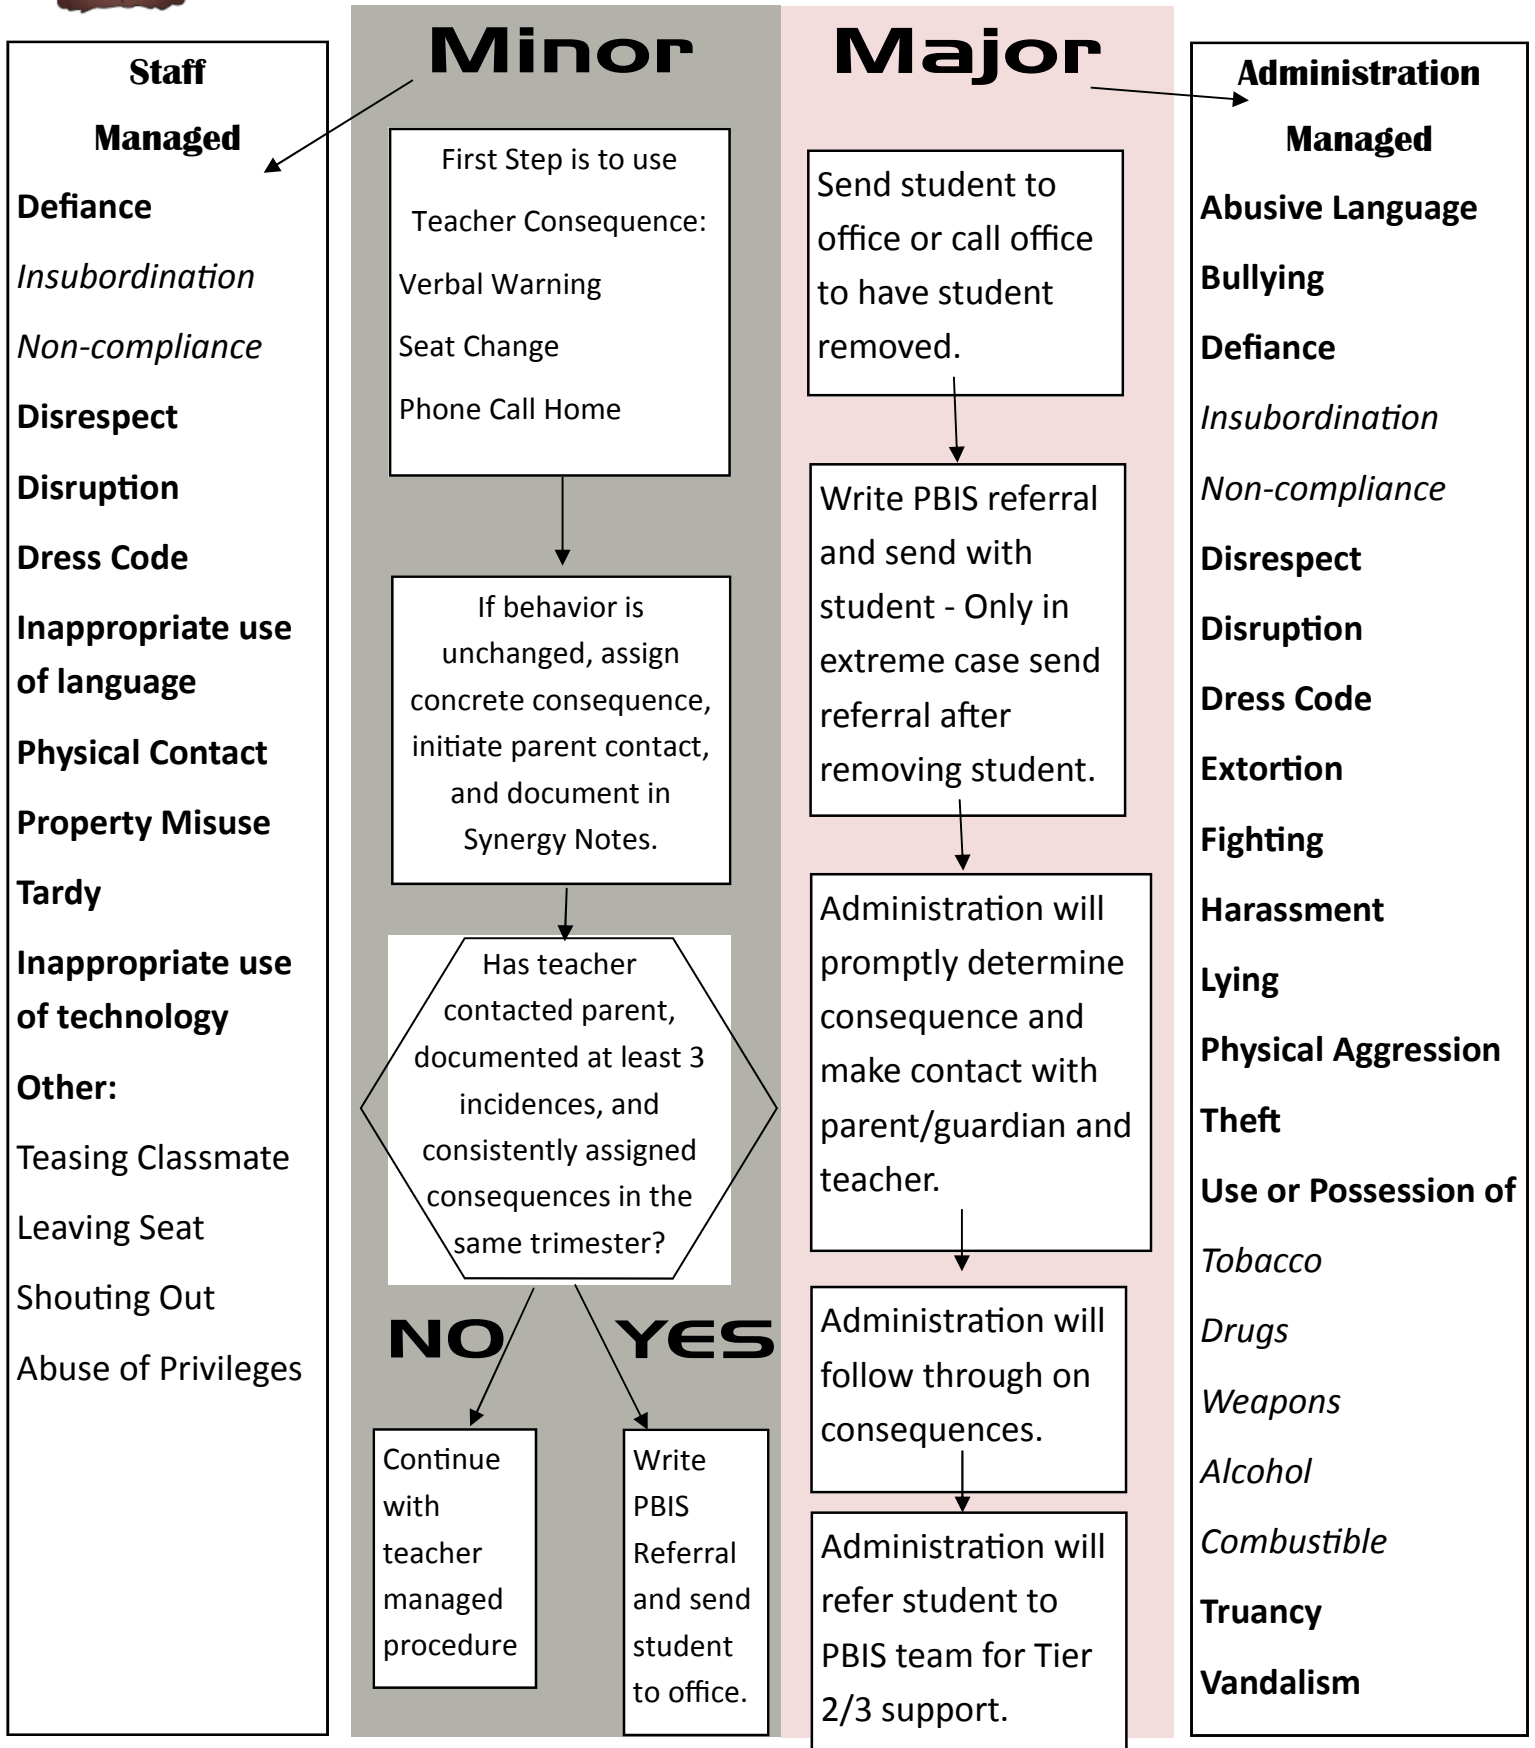 Staff
Managed
Defiance
Insubordination
Non-compliance
Disrespect
Disruption
Dress Code
Inappropriate use
of language
Physical Contact
Property Misuse
Tardy
Inappropriate use
of technology
Other:
Teasing Classmate
Leaving Seat
Shouting Out
Abuse of Privileges
Minor
First Step is to use
Teacher Consequence:
Verbal Warning
Seat Change
Phone Call Home
If behavior is
unchanged, assign
concrete consequence,
initiate parent contact,
and document in
Synergy Notes.
Has teacher
contacted parent,
documented at least 3
incidences, and
consistently assigned
consequences in the
same trimester?
NO
YES
Continue
with
teacher
managed
procedure
Write
PBIS
Referral
and send
student
to office.
Major
Send student to
office or call office
to have student
removed.
Write PBIS referral
and send with
student - Only in
extreme case send
referral after
removing student.
Administration will
promptly determine
consequence and
make contact with
parent/guardian and
teacher.
Administration will
follow through on
consequences.
Administration will
refer student to
PBIS team for Tier
2/3 support.
Administration
Managed
Abusive Language
Bullying
Defiance
Insubordination
Non-compliance
Disrespect
Disruption
Dress Code
Extortion
Fighting
Harassment
Lying
Physical Aggression
Theft
Use or Possession of
Tobacco
Drugs
Weapons
Alcohol
Combustible
Truancy
Vandalism